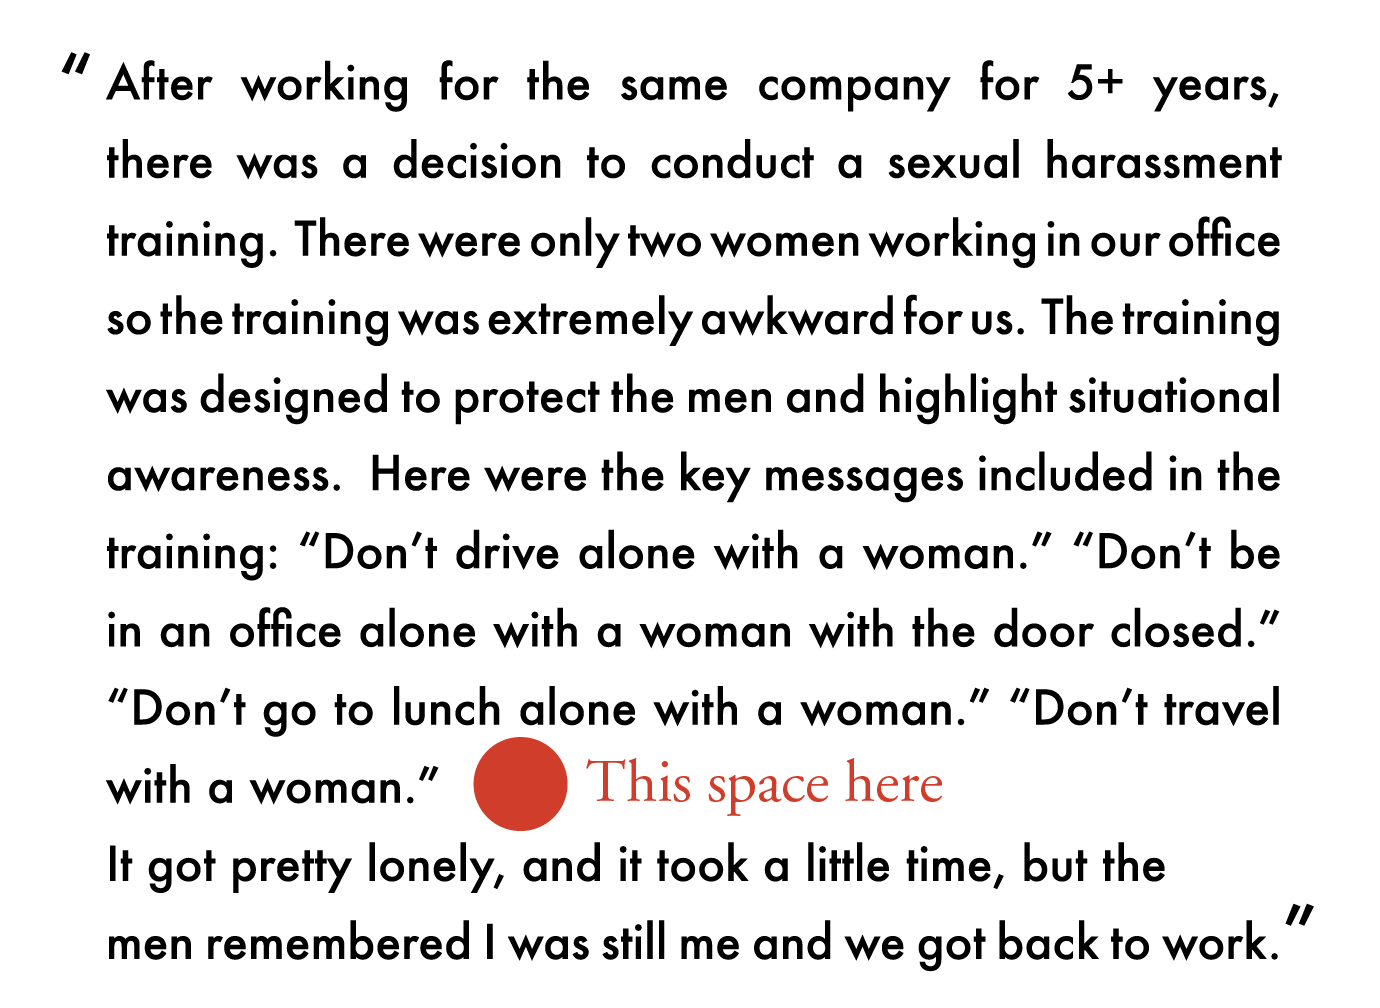 “After working for the same company for 5+ years,
there was a decision to conduct a sexual harassment
training. There were only two women working in our office
so the training was extremely awkward for us. The training
was designed to protect the men and highlight situational
awareness. Here were the key messages included in the
training: “Don’t drive alone with a woman.” “Don’t be
in an office alone with a woman with the door closed.”
“Don’t go to lunch alone with a woman.” “Don’t travel
with a woman.” This space here
It got pretty lonely, and it took a little time, but the
men remembered I was still me and we got back to work.”